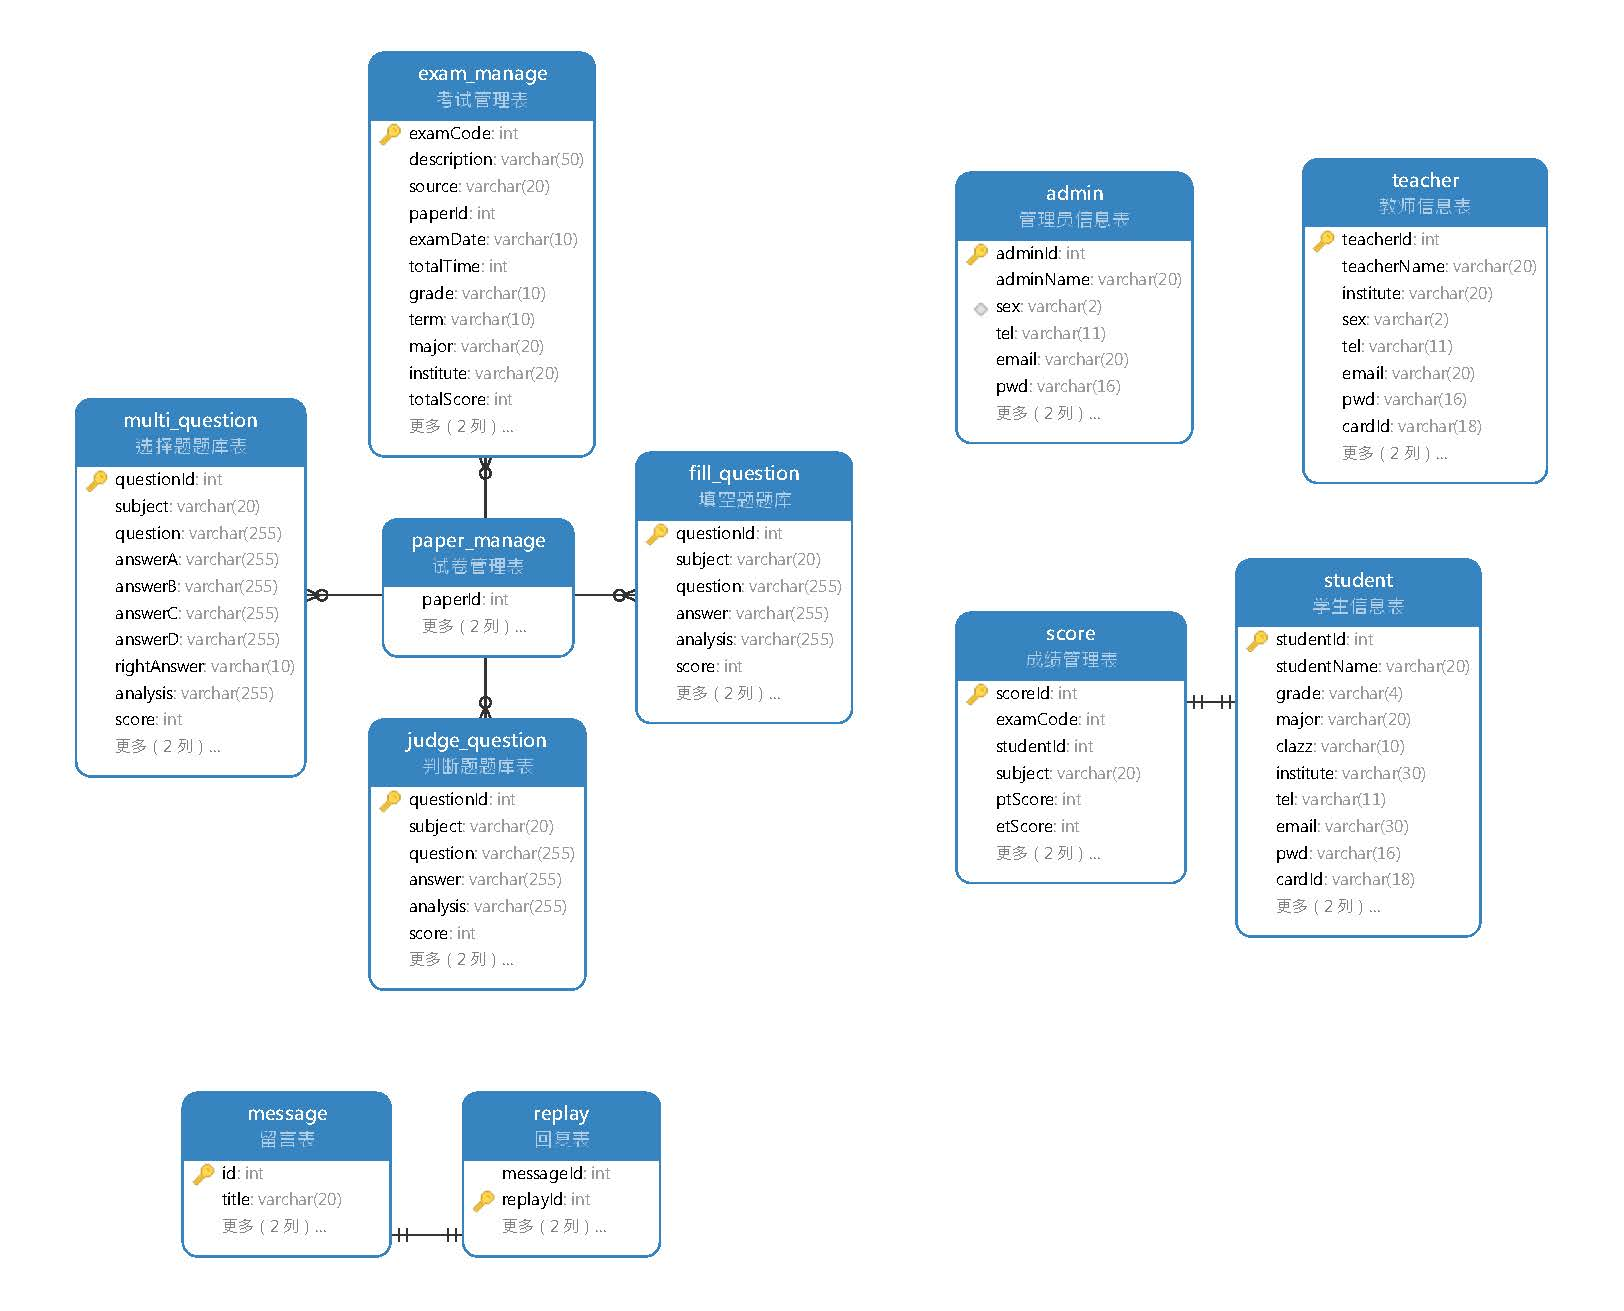 exam_manage
考试管理表
examCode: int
description: varchar(50)
source: varchar(20)
paperId: int
examDate: varchar(10)
totalTime: int
grade: varchar(10)
term: varchar(10)
major: varchar(20)
institute: varchar(20)
totalScore: int
更多 ( 2 列 ) ...
admin
管理员信息表
adminId: int
adminName: varchar(20)
sex: varchar(2)
tel: varchar(11)
email: varchar(20)
pwd: varchar(16)
更多 ( 2 列 ) ...
teacher
教师信息表
teacherId: int
teacherName: varchar(20)
institute: varchar(20)
sex: varchar(2)
tel: varchar(11)
email: varchar(20)
pwd: varchar(16)
cardId: varchar(18)
更多 ( 2 列 ) ...
multi_question
选择题题库表
questionId: int
subject: varchar(20)
question: varchar(255)
answerA: varchar(255)
answerB: varchar(255)
answerC: varchar(255)
answerD: varchar(255)
rightAnswer: varchar(10)
analysis: varchar(255)
score: int
更多 ( 2 列 ) ...
paper_manage
试卷管理表
paperId: int
更多 ( 2 列 ) ...
fill_question
填空题题库
questionId: int
subject: varchar(20)
question: varchar(255)
answer: varchar(255)
analysis: varchar(255)
score: int
更多 ( 2 列 ) ...
judge_question
判断题题库表
questionId: int
subject: varchar(20)
question: varchar(255)
answer: varchar(255)
analysis: varchar(255)
score: int
更多 ( 2 列 ) ...
score
成绩管理表
scoreId: int
examCode: int
studentId: int
subject: varchar(20)
ptScore: int
etScore: int
更多 ( 2 列 ) ...
student
学生信息表
studentId: int
studentName: varchar(20)
grade: varchar(4)
major: varchar(20)
clazz: varchar(10)
institute: varchar(30)
tel: varchar(11)
email: varchar(30)
pwd: varchar(16)
cardId: varchar(18)
更多 ( 2 列 ) ...
message
留言表
id: int
title: varchar(20)
更多 ( 2 列 ) ...
replay
回复表
messageId: int
replayId: int
更多 ( 2 列 ) ...